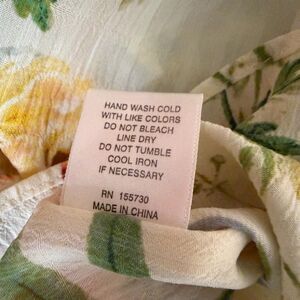 HAND WASH COLD
WITH LIKE COLORS
DO NOT BLEACH
LINE DRY
DO NOT TUMBLE
COOL IRON
IF NECESSARY
RN 155730
MADE IN CHINA